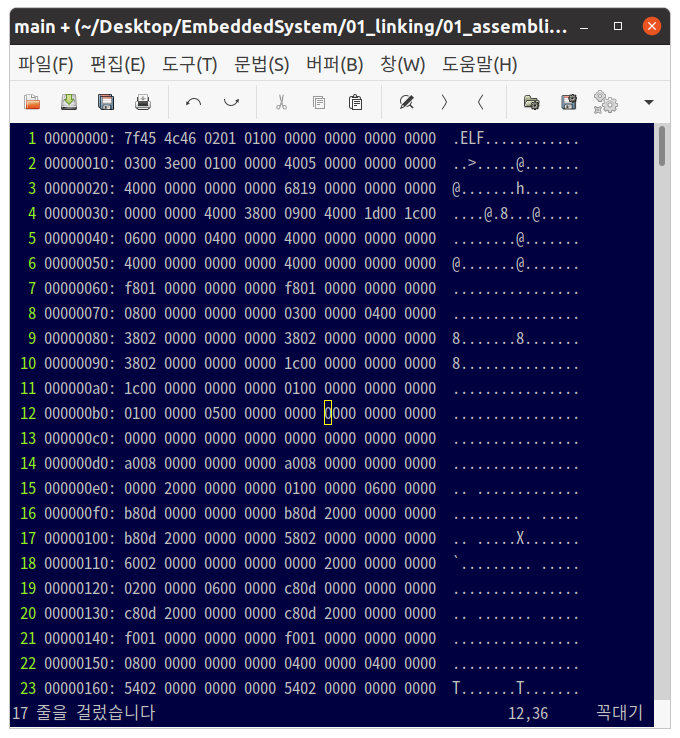 main + (~/Desktop/EmbeddedSystem/01_linking/01_assembli...
파일(F) 편집(E) 도구(T) 문법(S) 버퍼(B) 창(W) 도움말(H)
1 00000000: 7f45 4c46 0201 0100 0000 0000 0000 0000 .ELF............
2 00000010: 0300 3e00 0100 0000 4005 0000 0000 0000 ..>.....@.......
3 00000020: 4000 0000 0000 0000 6819 0000 0000 0000 @.......h.......
4 00000030: 0000 0000 4000 3800 0900 4000 1d00 1c00 ....@.8...@.....
5 00000040: 0600 0000 0400 0000 4000 0000 0000 0000 ........@.......
6 00000050: 4000 0000 0000 0000 4000 0000 0000 0000 @.......@.......
7 00000060: f801 0000 0000 0000 f801 0000 0000 0000 ................
8 00000070: 0800 0000 0000 0000 0300 0000 0400 0000 ................
9 00000080: 3802 0000 0000 0000 3802 0000 0000 0000 8.......8.......
10 00000090: 3802 0000 0000 0000 1c00 0000 0000 0000 8...............
11 000000a0: 1c00 0000 0000 0000 0100 0000 0000 0000 ................
12 000000b0: 0100 0000 0500 0000 0000 0000 0000 0000 ................
13 000000c0: 0000 0000 0000 0000 0000 0000 0000 0000 ................
14 000000d0: a008 0000 0000 0000 a008 0000 0000 0000 ................
15 000000e0: 0000 2000 0000 0000 0100 0000 0600 0000 .. .............
16 000000f0: b80d 0000 0000 0000 b80d 2000 0000 0000 .......... .....
17 00000100: b80d 2000 0000 0000 5802 0000 0000 0000 .. .....X.......
18 00000110: 6002 0000 0000 0000 0000 2000 0000 0000 `......... .....
19 00000120: 0200 0000 0600 0000 c80d 0000 0000 0000 ................
20 00000130: c80d 2000 0000 0000 c80d 2000 0000 0000 .. ....... .....
21 00000140: f001 0000 0000 0000 f001 0000 0000 0000 ................
22 00000150: 0800 0000 0000 0000 0400 0000 0400 0000 ................
23 00000160: 5402 0000 0000 0000 5402 0000 0000 0000 T.......T.......
17 줄을 걸렀습니다 12,36 꼭대기